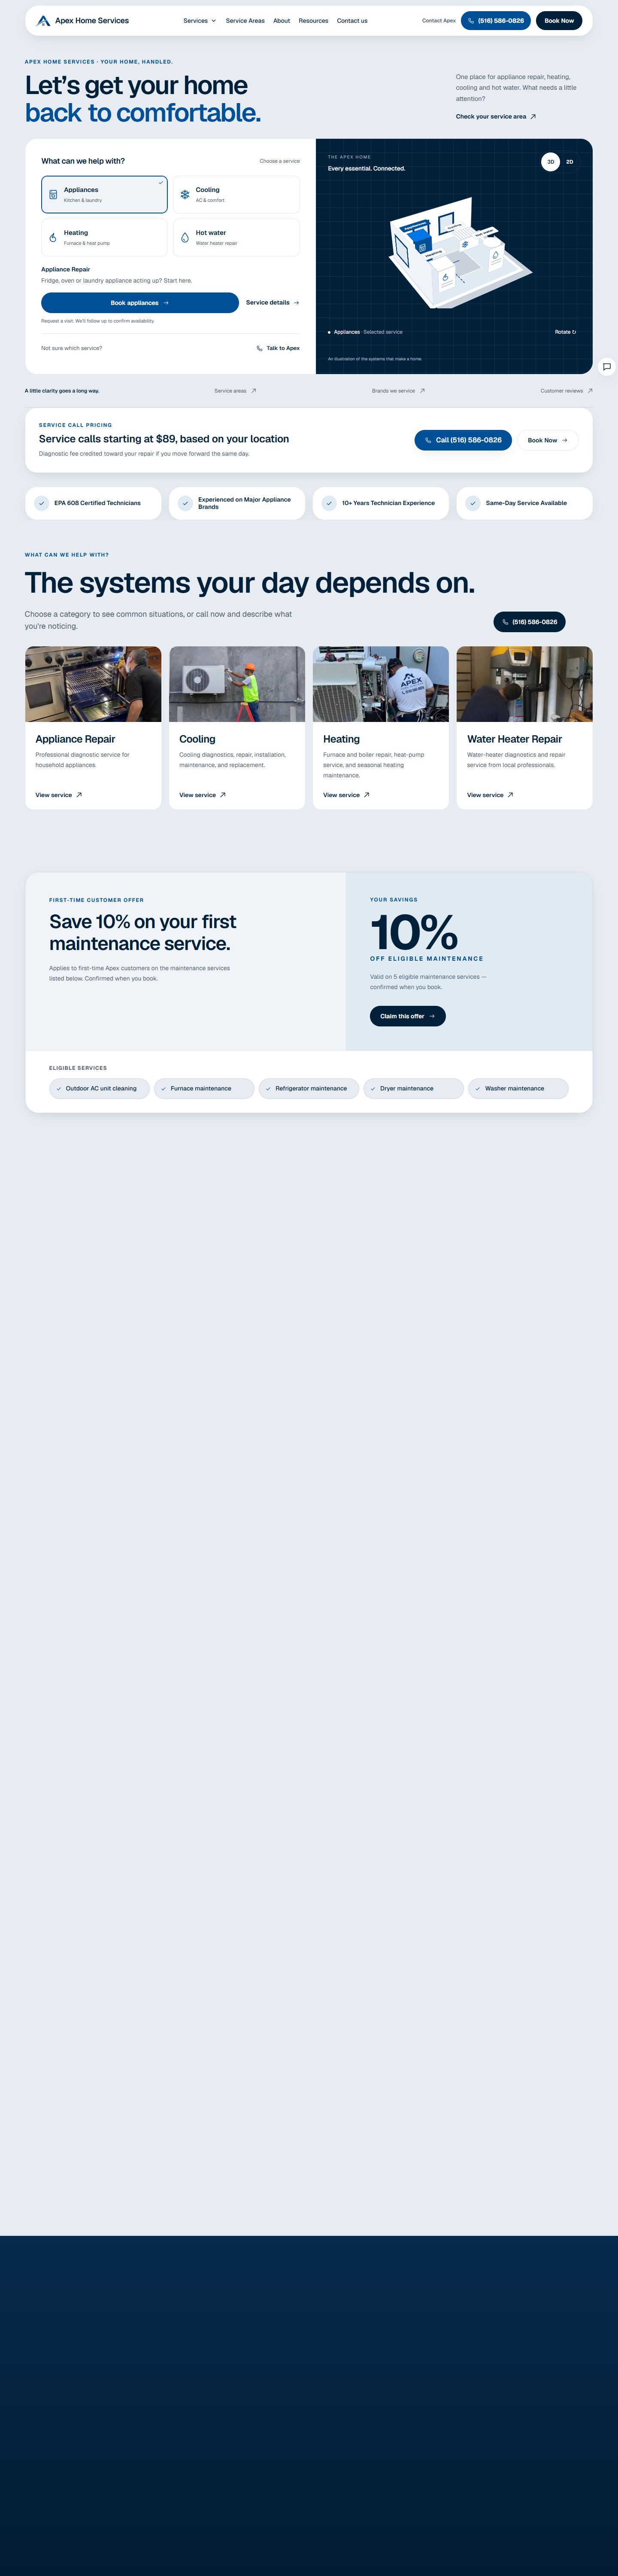 Apex Home Services
Services
Service Areas
About
Resources
Contact us
Contact Apex
(516) 586-0826
Book Now
APEX HOME SERVICES · YOUR HOME, HANDLED.
Let's get your home
back to comfortable.
One place for appliance repair, heating,
cooling and hot water. What needs a little
attention?
Check your service area
What can we help with?
Choose a service
Appliances
Kitchen & laundry
Cooling
AC & comfort
Heating
Furnace & heat pump
Hot water
Water heater repair
Appliance Repair
Fridge, oven or laundry appliance acting up? Start here.
Book appliances
Service details
Request a visit. We'll follow up to confirm availability.
Not sure which service?
Talk to Apex
THE APEX HOME
Every essential. Connected.
3D
2D
Appliances · Selected service
Rotate
An illustration of the systems that make a home.
A little clarity goes a long way.
Service areas
Brands we service
Customer reviews
SERVICE CALL PRICING
Service calls starting at $89, based on your location
Diagnostic fee credited toward your repair if you move forward the same day.
Call (516) 586-0826
Book Now
EPA 608 Certified Technicians
Experienced on Major Appliance
Brands
10+ Years Technician Experience
Same-Day Service Available
WHAT CAN WE HELP WITH?
The systems your day depends on.
Choose a category to see common situations, or call now and describe what
you're noticing.
(516) 586-0826
APEX
Appliance Repair
Professional diagnostic service for
household appliances.
View service
Cooling
Cooling diagnostics, repair, installation,
maintenance, and replacement.
View service
Heating
Furnace and boiler repair, heat-pump
service, and seasonal heating
maintenance.
View service
Water Heater Repair
Water-heater diagnostics and repair
service from local professionals.
View service
FIRST-TIME CUSTOMER OFFER
Save 10% on your first
maintenance service.
Applies to first-time Apex customers on the maintenance services
listed below. Confirmed when you book.
YOUR SAVINGS
10%
OFF ELIGIBLE MAINTENANCE
Valid on 5 eligible maintenance services —
confirmed when you book.
Claim this offer
ELIGIBLE SERVICES
Outdoor AC unit cleaning
Furnace maintenance
Refrigerator maintenance
Dryer maintenance
Washer maintenance